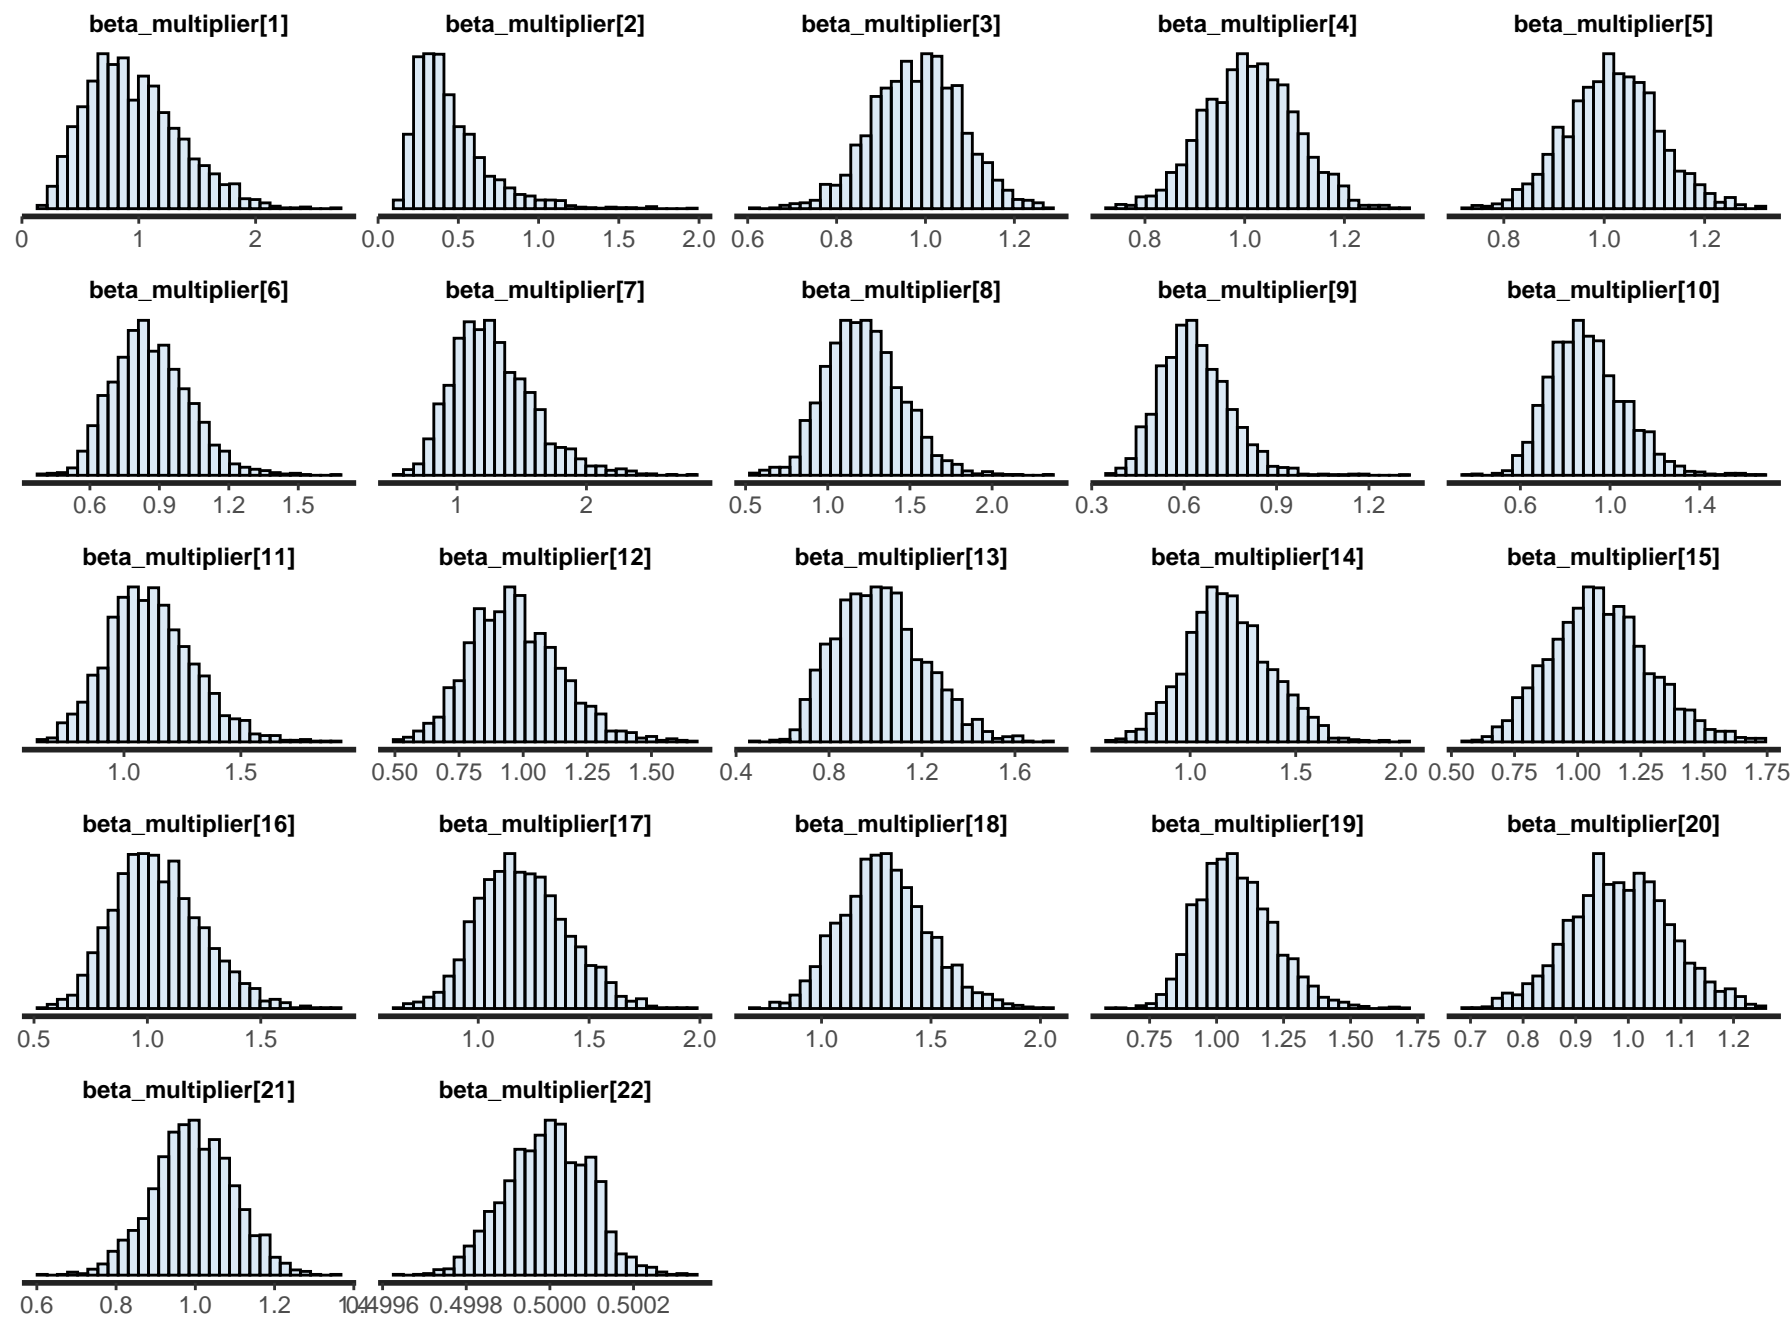 beta_multiplier[1] beta_multiplier[2] beta_multiplier[3] beta_multiplier[4] beta_multiplier[5]
0 1 2 0.0 0.5 1.0 1.5 2.0 0.6 0.8 1.0 1.2 0.8 1.0 1.2 0.8 1.0 1.2
beta_multiplier[6] beta_multiplier[7] beta_multiplier[8] beta_multiplier[9] beta_multiplier[10]
0.6 0.9 1.2 1.5 1 2 0.5 1.0 1.5 2.0 0.3 0.6 0.9 1.2 0.6 1.0 1.4
beta_multiplier[11] beta_multiplier[12] beta_multiplier[13] beta_multiplier[14] beta_multiplier[15]
1.0 1.5 0.50 0.75 1.00 1.25 1.50 0.4 0.8 1.2 1.6 1.0 1.5 2.0 0.50 0.75 1.00 1.25 1.50 1.75
beta_multiplier[16] beta_multiplier[17] beta_multiplier[18] beta_multiplier[19] beta_multiplier[20]
0.5 1.0 1.5 1.0 1.5 2.0 1.0 1.5 2.0 0.75 1.00 1.25 1.50 1.75 0.7 0.8 0.9 1.0 1.1 1.2
beta_multiplier[21] beta_multiplier[22]
0.6 0.8 1.0 1.2 1.4 0.4996 0.4998 0.5000 0.5002